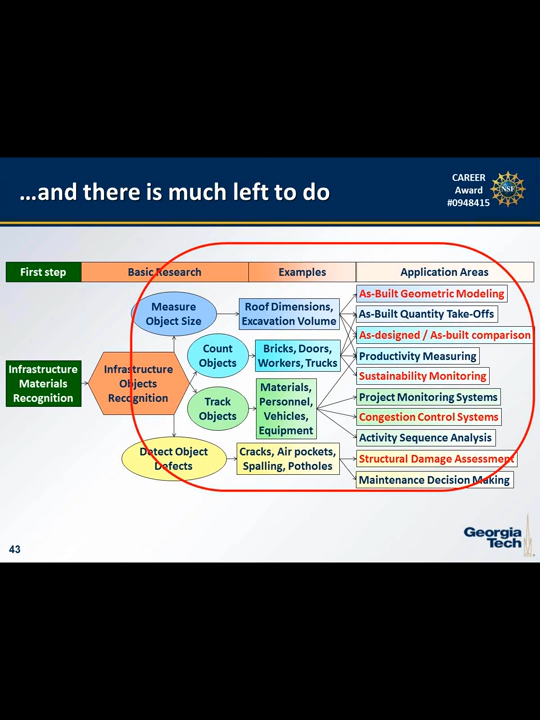 …and there is much left to do
CAREER
Award
#0948415
NSF
First step
Basic Research
Examples
Application Areas
Infrastructure
Materials
Recognition
Infrastructure
Objects
Recognition
Measure
Object Size
Count
Objects
Track
Objects
Detect Object
Defects
Roof Dimensions,
Excavation Volume
Bricks, Doors,
Workers, Trucks
Materials,
Personnel,
Vehicles,
Equipment
Cracks, Air pockets,
Spalling, Potholes
As-Built Geometric Modeling
As-Built Quantity Take-Offs
As-designed / As-built comparison
Productivity Measuring
Sustainability Monitoring
Project Monitoring Systems
Congestion Control Systems
Activity Sequence Analysis
Structural Damage Assessment
Maintenance Decision Making
43
Georgia
Tech